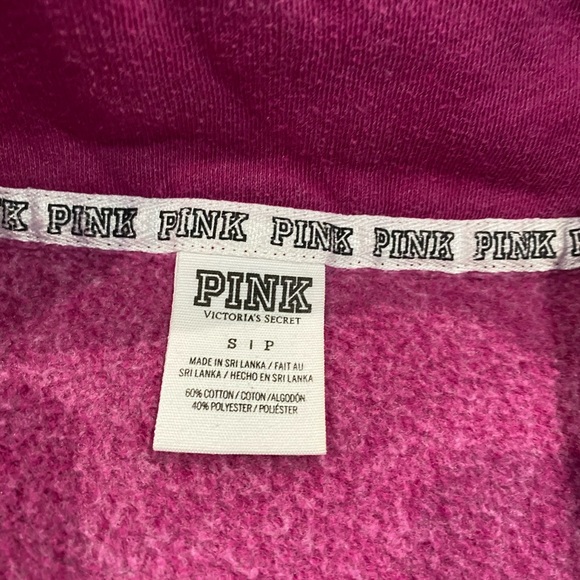 PINK PINK PINK PINK PINK
PINK
VICTORIA'S SECRET
S | P
MADE IN SRI LANKA / FAIT AU
SRI LANKA / HECHO EN SRI LANKA
60% COTTON / COTON /ALGODÓN
40% POLYESTER / POLIÉSTER